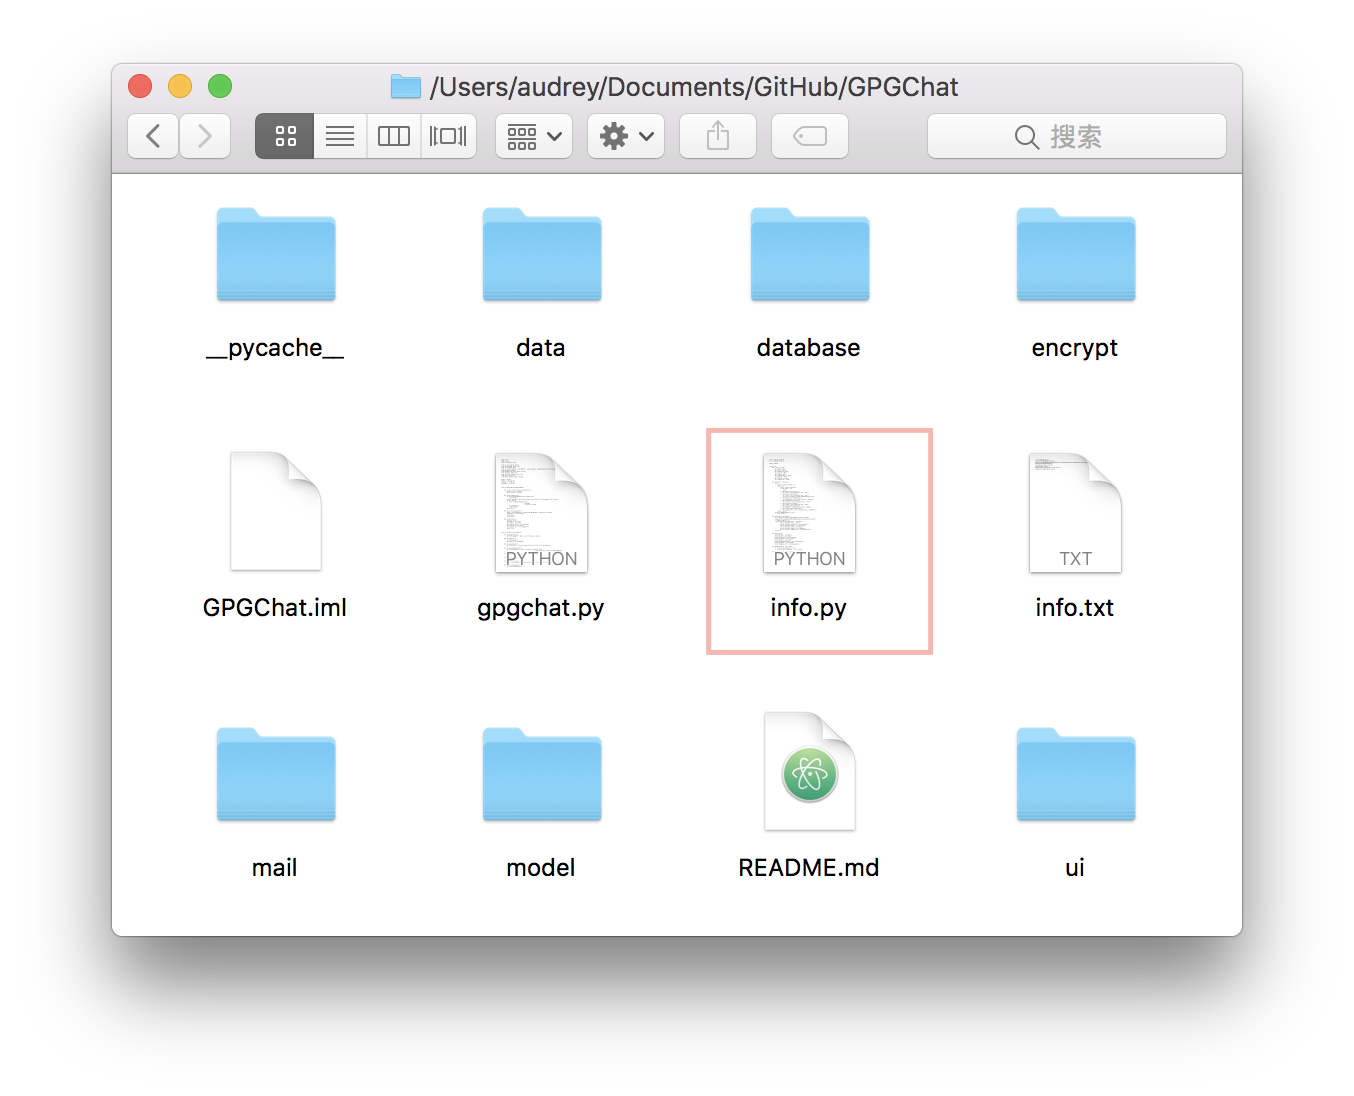 /Users/audrey/Documents/GitHub/GPGChat
搜索
__pycache__
data
database
encrypt
GPGChat.iml
PYTHON
gpgchat.py
PYTHON
info.py
TXT
info.txt
mail
model
README.md
ui